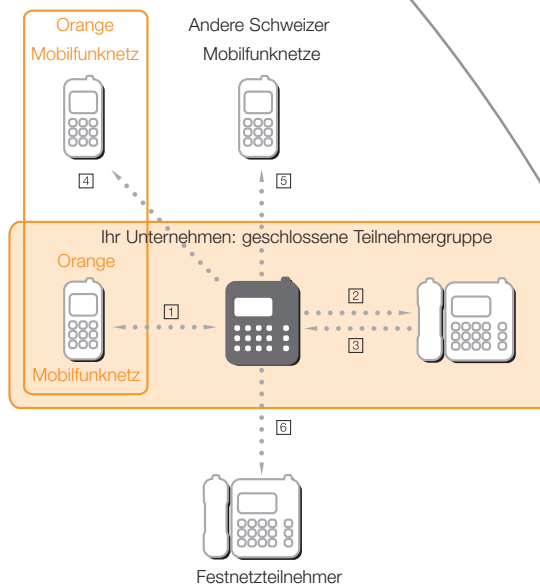 Orange
Mobilfunknetz
Andere Schweizer
Mobilfunknetze
4
5
Ihr Unternehmen: geschlossene Teilnehmergruppe
Orange
1
2
3
Mobilfunknetz
6
Festnetzteilnehmer